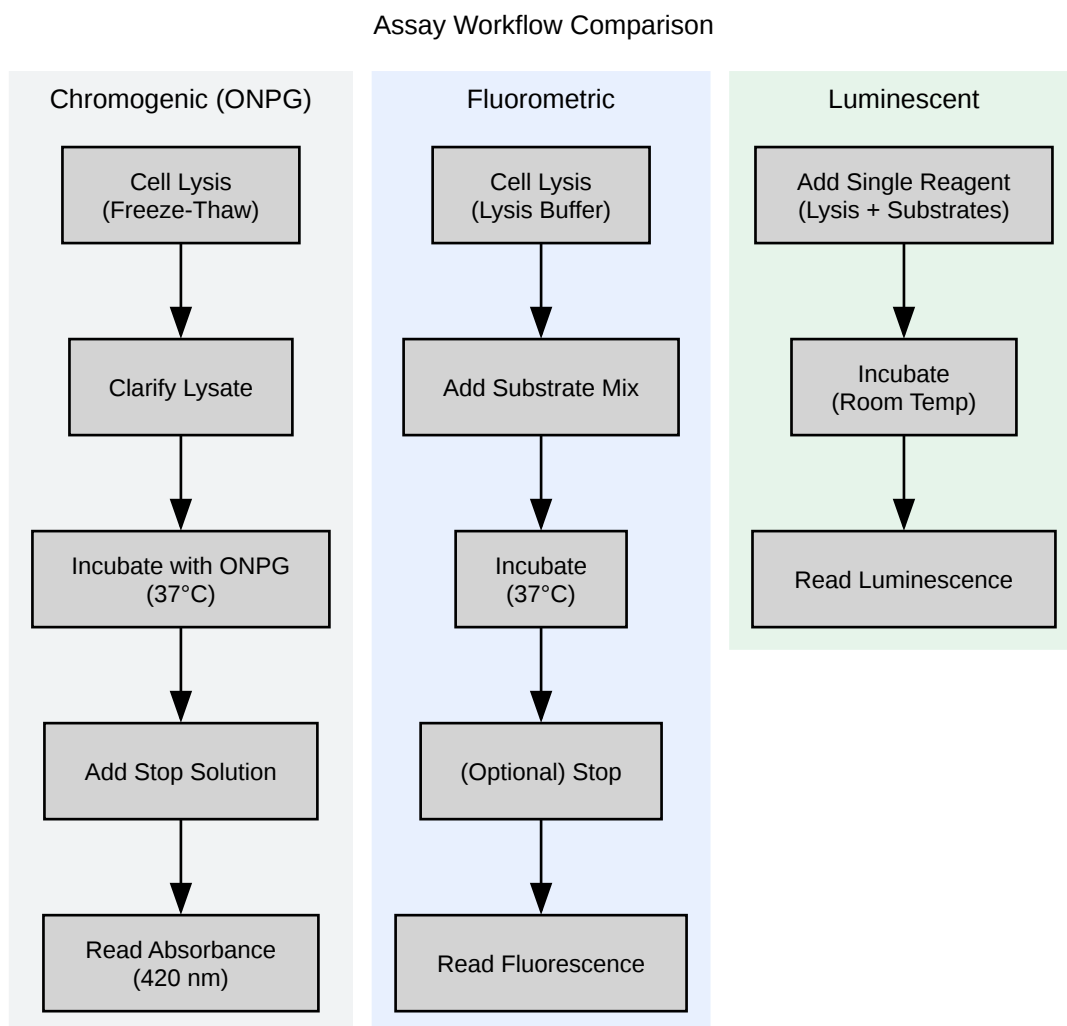 Assay Workflow Comparison
Chromogenic (ONPG)
Cell Lysis
(Freeze-Thaw)
Clarify Lysate
Incubate with ONPG
(37°C)
Add Stop Solution
Read Absorbance
(420 nm)
Fluorometric
Cell Lysis
(Lysis Buffer)
Add Substrate Mix
Incubate
(37°C)
(Optional) Stop
Read Fluorescence
Luminescent
Add Single Reagent
(Lysis + Substrates)
Incubate
(Room Temp)
Read Luminescence